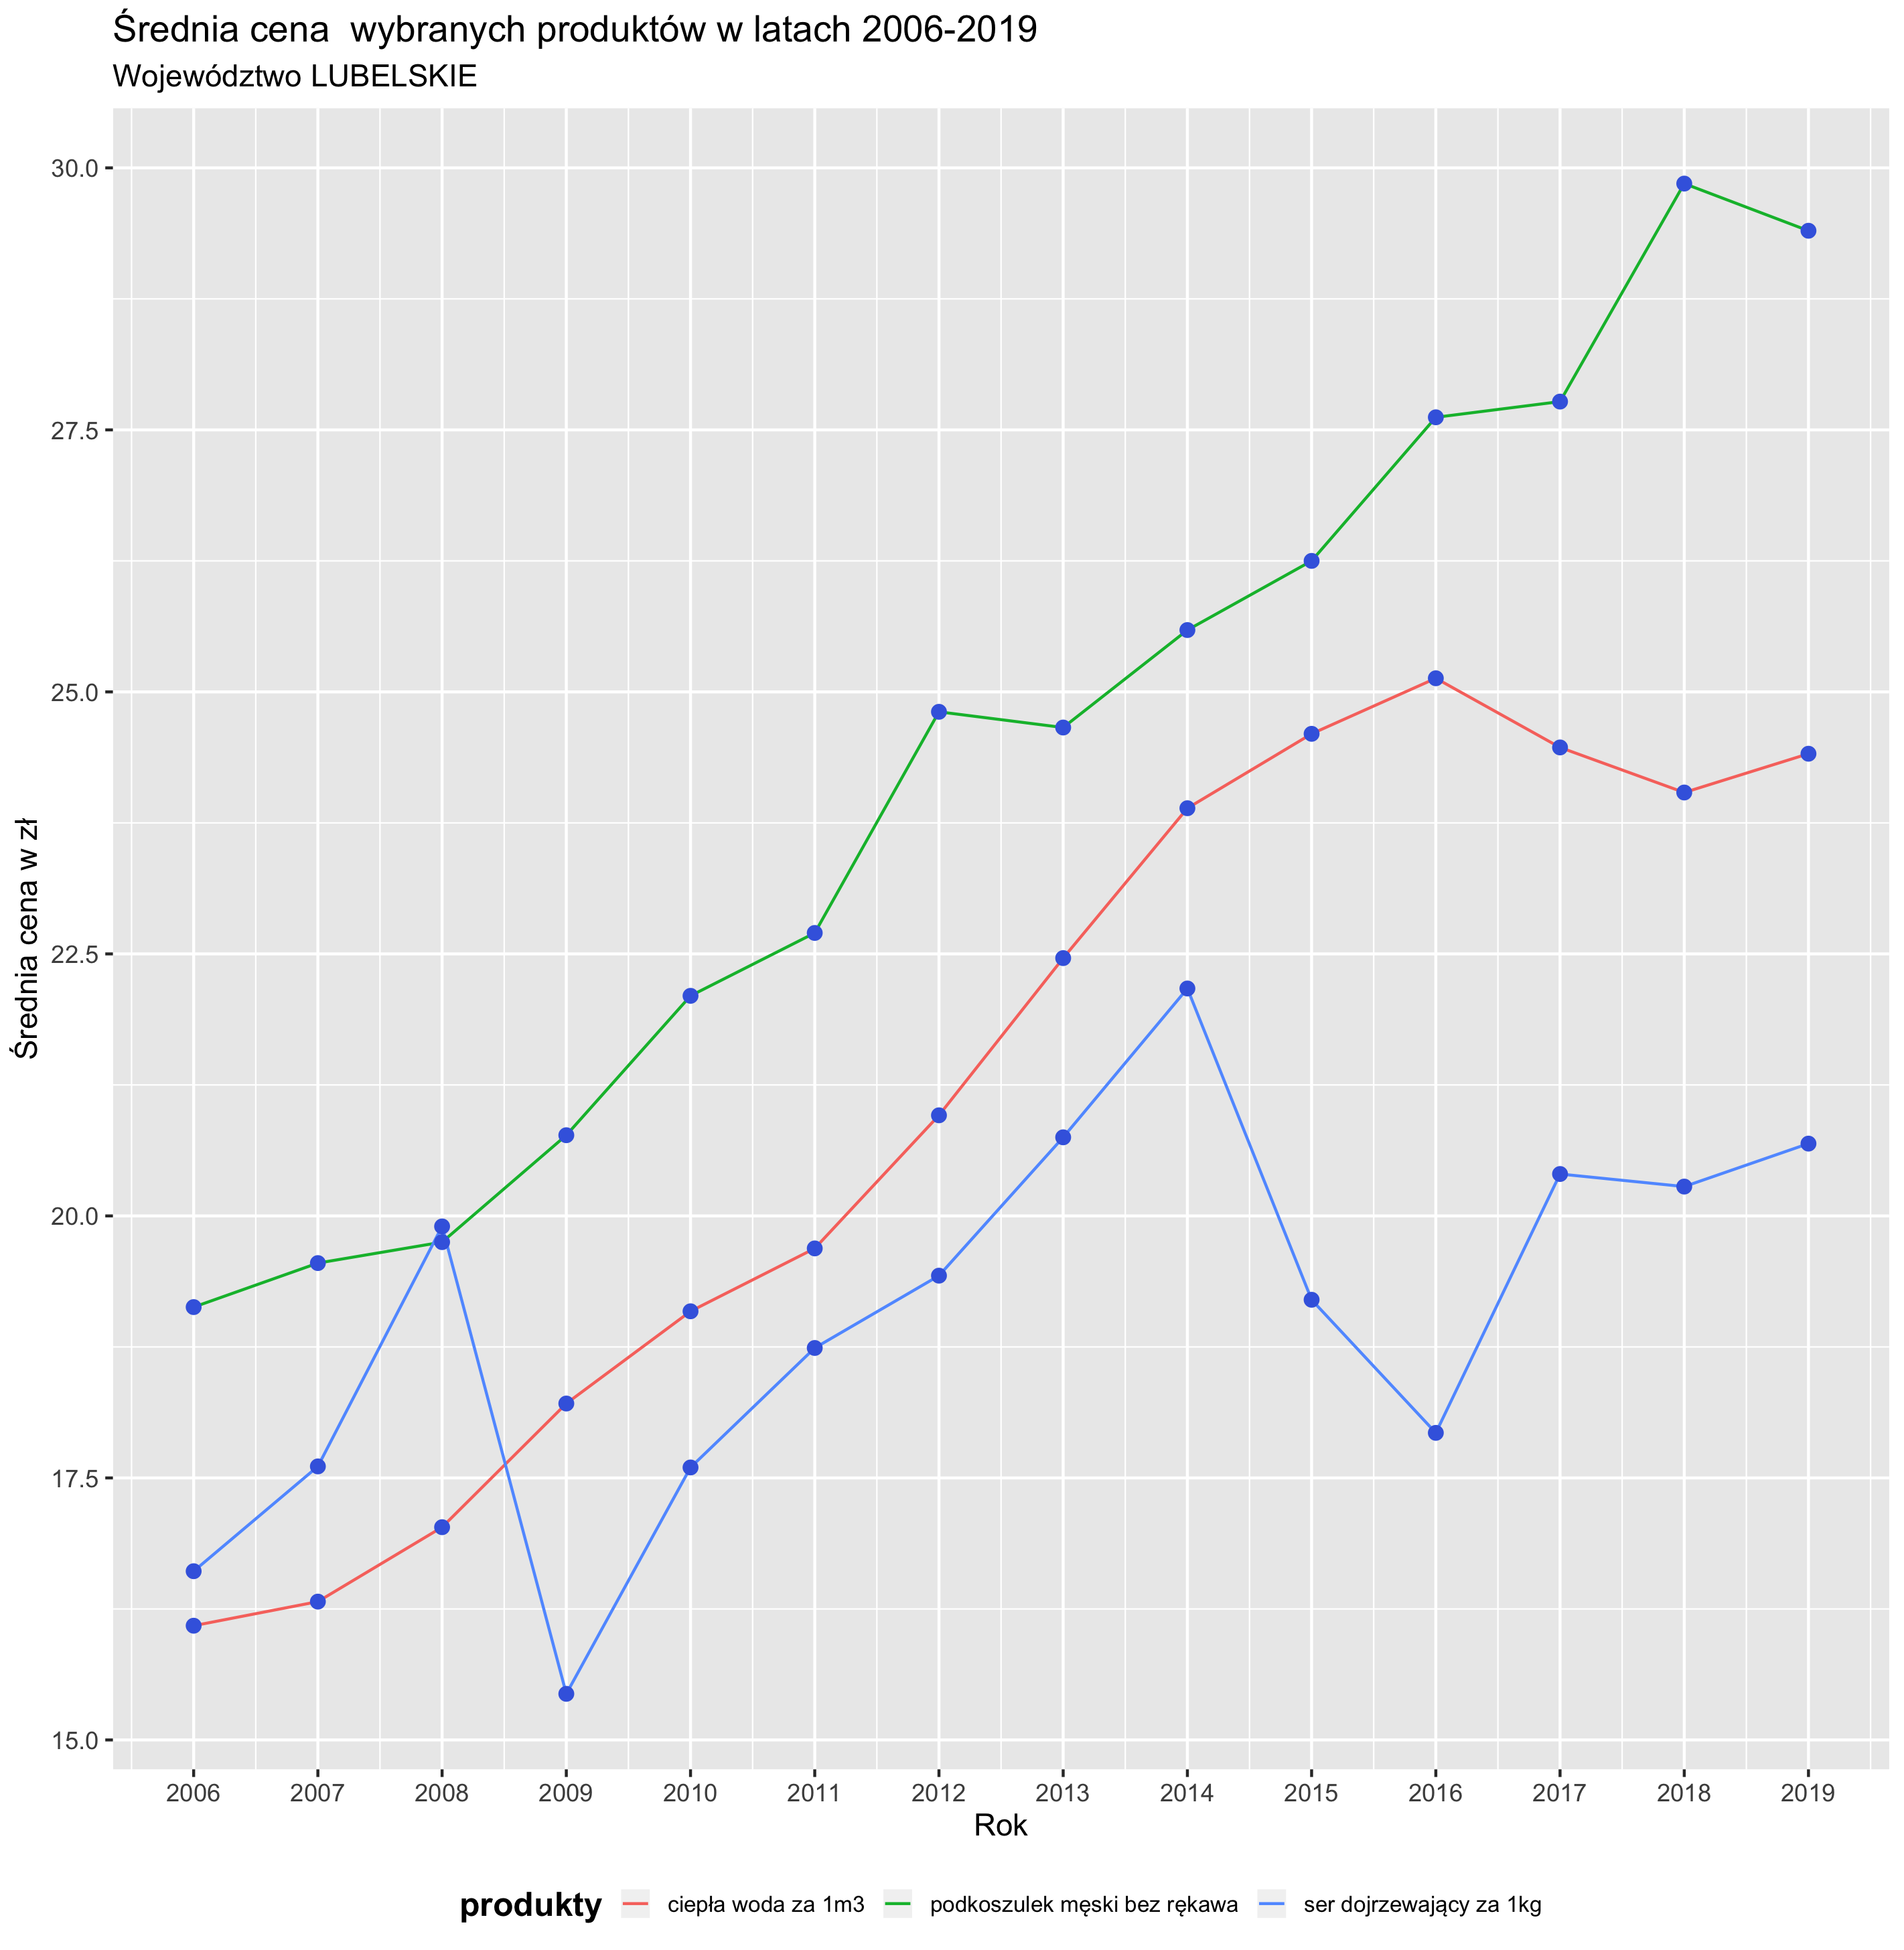 Średnia cena  wybranych produktów w latach 2006-2019
Województwo LUBELSKIE
Średnia cena w zł
30.0
27.5
25.0
22.5
20.0
17.5
15.0
2006 2007 2008 2009 2010 2011 2012 2013 2014 2015 2016 2017 2018 2019
Rok
produkty ciepła woda za 1m3 podkoszulek męski bez rękawa ser dojrzewający za 1kg